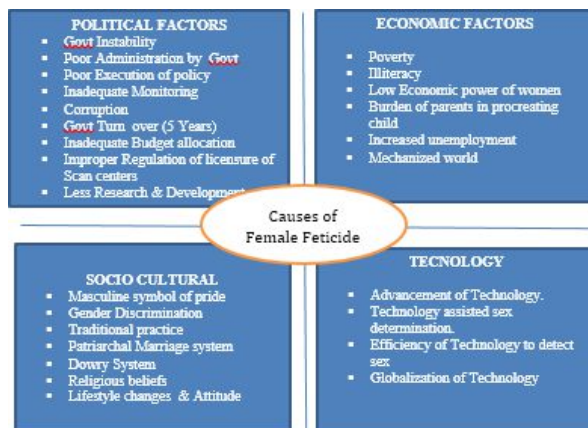 POLITICAL FACTORS
▪ Govt Instability
▪ Poor Administration by Govt
▪ Poor Execution of policy
▪ Inadequate Monitoring
▪ Corruption
▪ Govt Turn over (5 Years)
▪ Inadequate Budget allocation
▪ Improper Regulation of licensure of
Scan centers
▪ Less Research & Development
ECONOMIC FACTORS
▪ Poverty
▪ Illiteracy
▪ Low Economic power of women
▪ Burden of parents in procreating
child
▪ Increased unemployment
▪ Mechanized world
Causes of
Female Feticide
SOCIO CULTURAL
▪ Masculine symbol of pride
▪ Gender Discrimination
▪ Traditional practice
▪ Patriarchal Marriage system
▪ Dowry System
▪ Religious beliefs
▪ Lifestyle changes & Attitude
TECNOLOGY
▪ Advancement of Technology.
▪ Technology assisted sex
determination.
▪ Efficiency of Technology to detect
sex
▪ Globalization of Technology